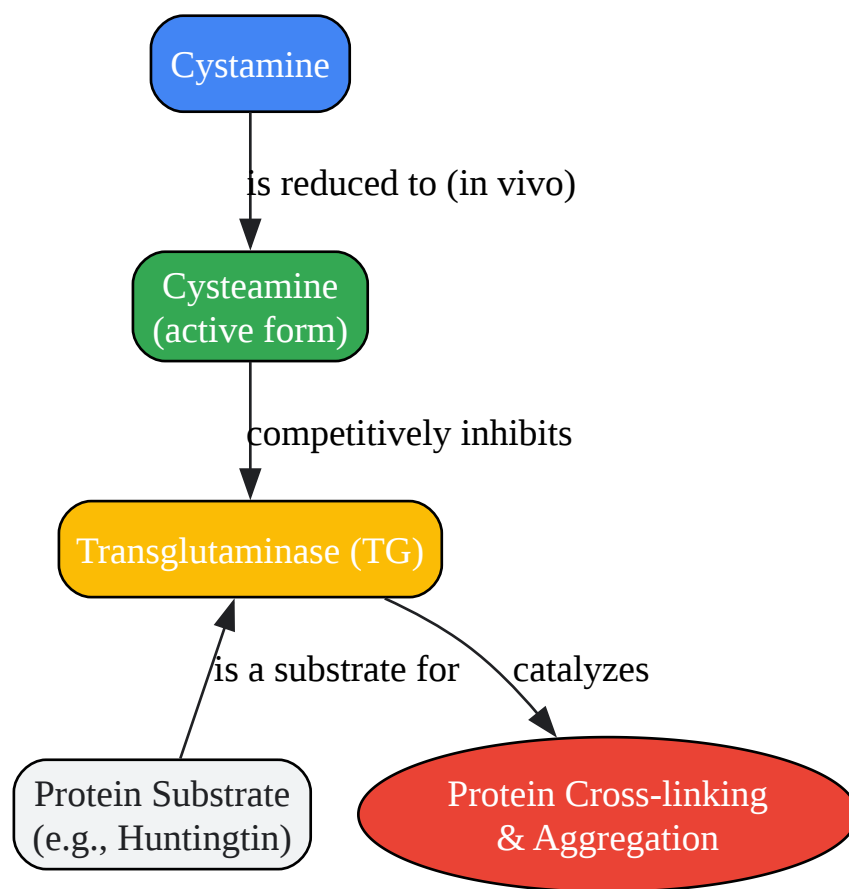 Cystamine
is reduced to (in vivo)
Cysteamine
(active form)
competitively inhibits
Transglutaminase (TG)
is a substrate for
catalyzes
Protein Substrate
(e.g., Huntingtin)
Protein Cross-linking
& Aggregation